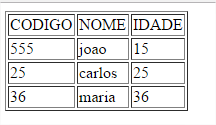 CODIGO NOME IDADE
555 joao 15
25 carlos 25
36 maria 36